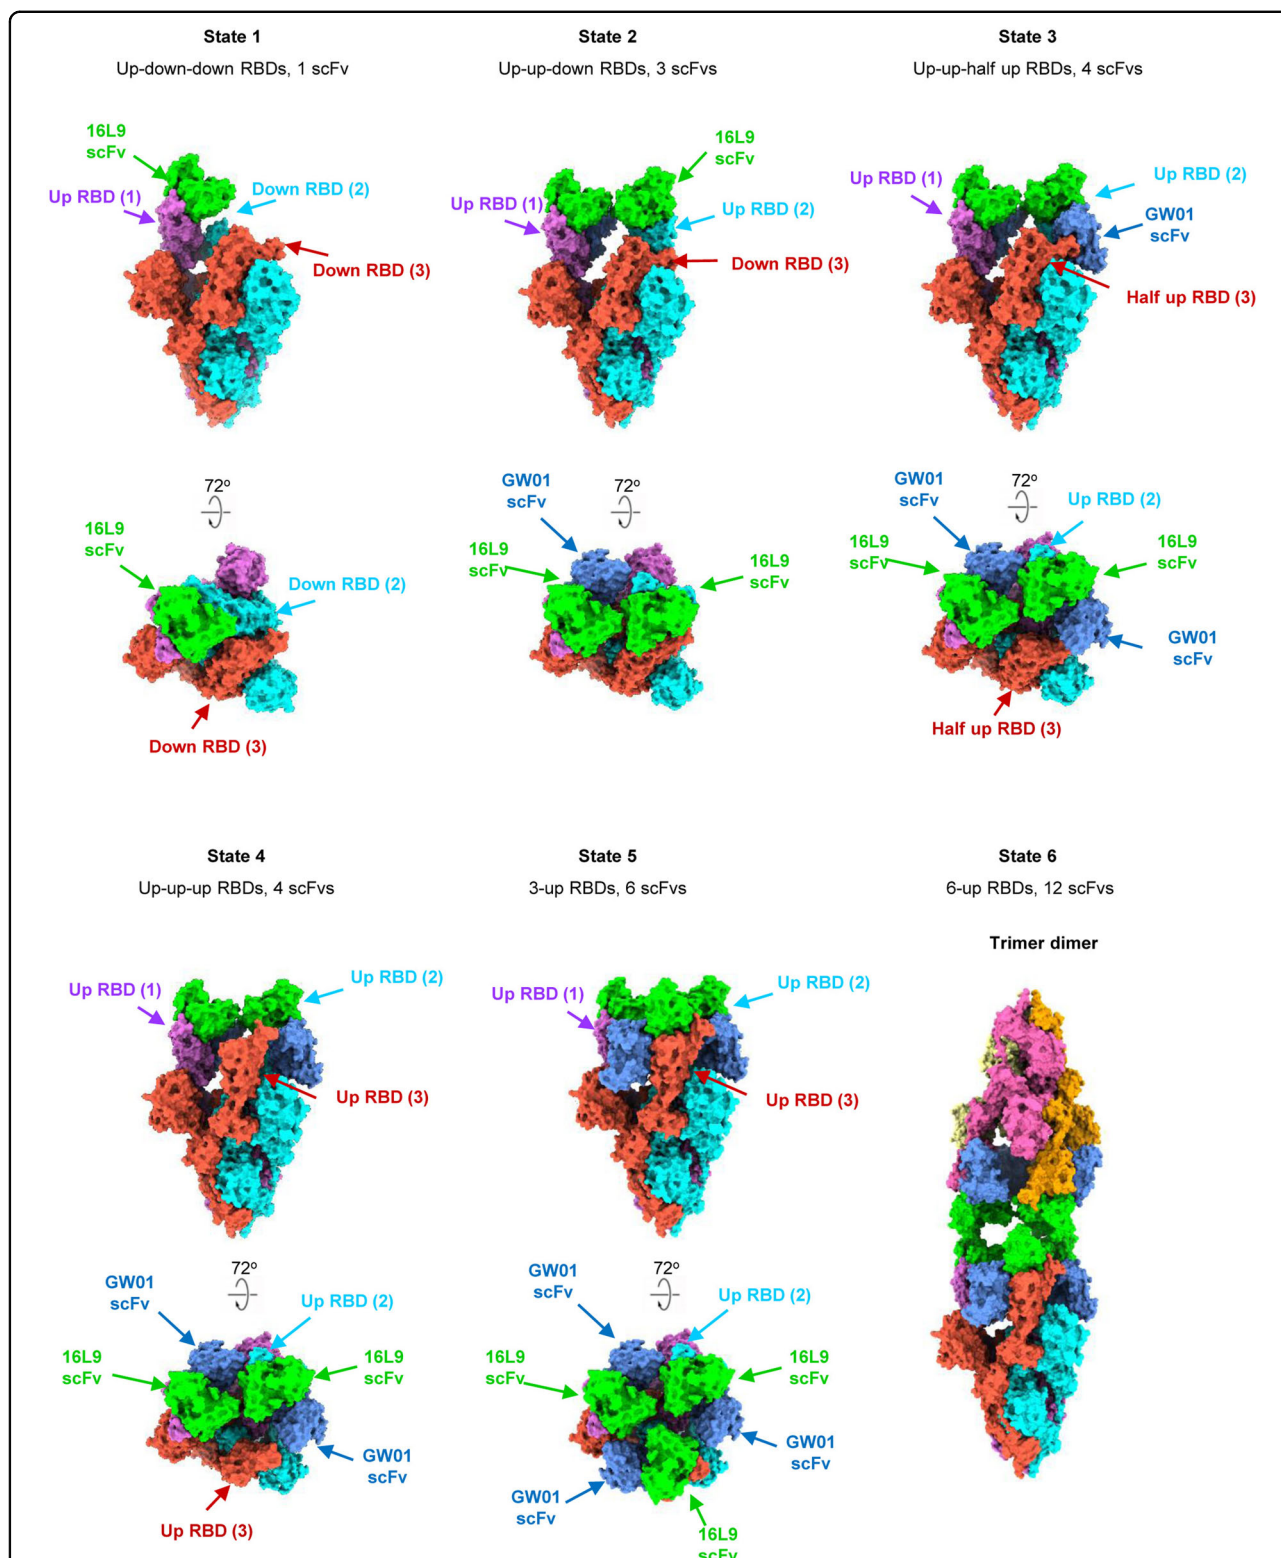 State 1
Up-down-down RBDs, 1 scFv
16L9
scFv
Up RBD (1)
Down RBD (2)
Down RBD (3)
72º
16L9
scFv
Down RBD (2)
Down RBD (3)
State 2
Up-up-down RBDs, 3 scFvs
16L9
scFv
Up RBD (1)
Up RBD (2)
Down RBD (3)
GW01
scFv
72º
16L9
scFv
16L9
scFv
State 3
Up-up-half up RBDs, 4 scFvs
Up RBD (1)
Up RBD (2)
GW01
scFv
Half up RBD (3)
GW01
scFv
72º
Up RBD (2)
16L9
scFv
16L9
scFv
GW01
scFv
Half up RBD (3)
State 4
Up-up-up RBDs, 4 scFvs
Up RBD (1)
Up RBD (2)
Up RBD (3)
GW01
scFv
72º
Up RBD (2)
16L9
scFv
16L9
scFv
GW01
scFv
Up RBD (3)
State 5
3-up RBDs, 6 scFvs
Up RBD (1)
Up RBD (2)
Up RBD (3)
GW01
scFv
72º
Up RBD (2)
16L9
scFv
16L9
scFv
GW01
scFv
GW01
scFv
16L9
scFv
State 6
6-up RBDs, 12 scFvs
Trimer dimer